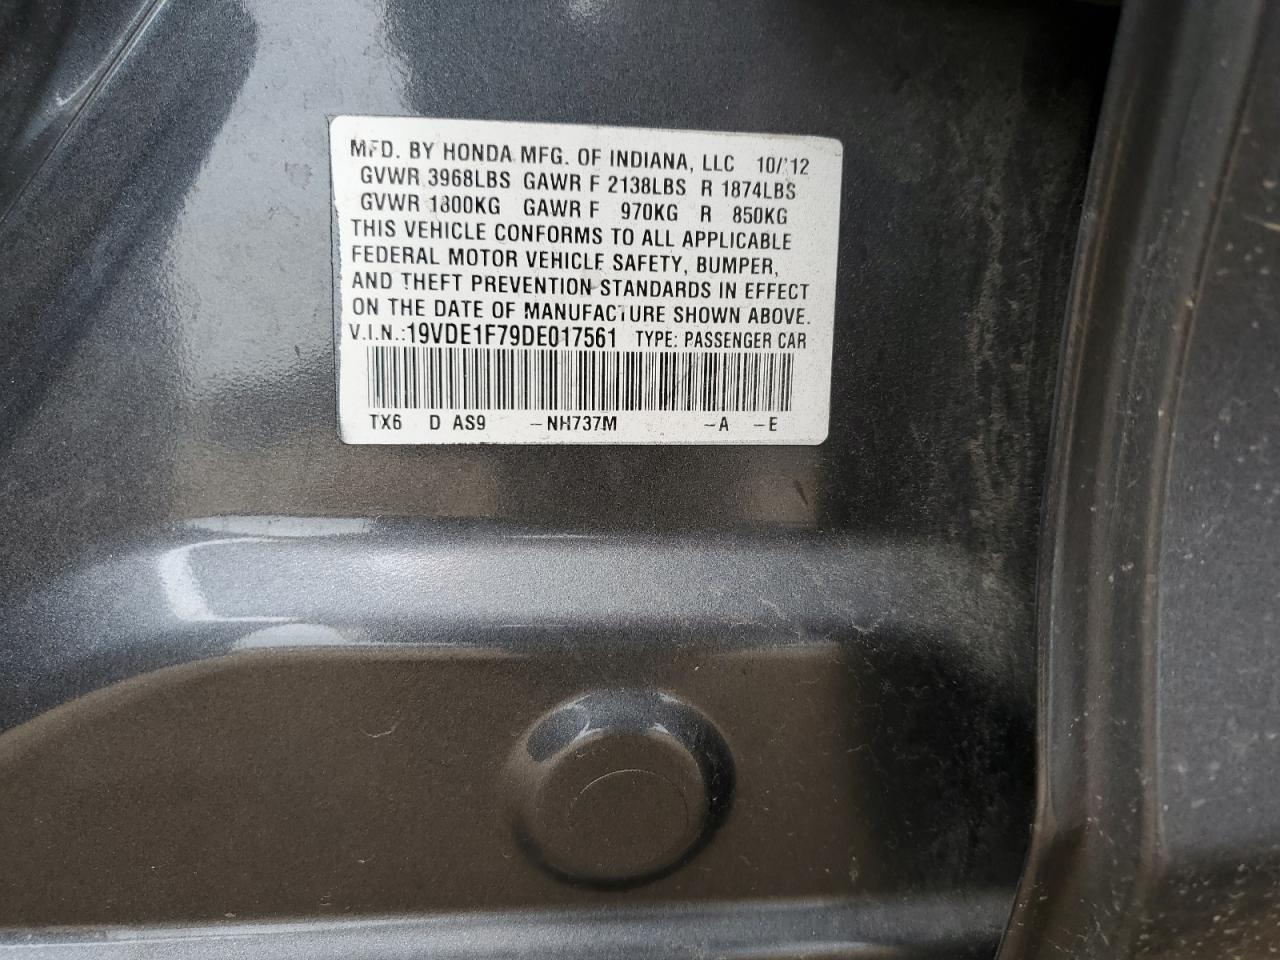 MFD. BY HONDA MFG. OF INDIANA, LLC 10/'12
GVWR 3968LBS GAWR F 2138LBS R 1874LBS
GVWR 1800KG GAWR F 970KG R 850KG
THIS VEHICLE CONFORMS TO ALL APPLICABLE
FEDERAL MOTOR VEHICLE SAFETY, BUMPER,
AND THEFT PREVENTION STANDARDS IN EFFECT
ON THE DATE OF MANUFACTURE SHOWN ABOVE.
V.I.N.:19VDE1F79DE017561 TYPE: PASSENGER CAR
TX6 D AS9 -NH737M -A -E